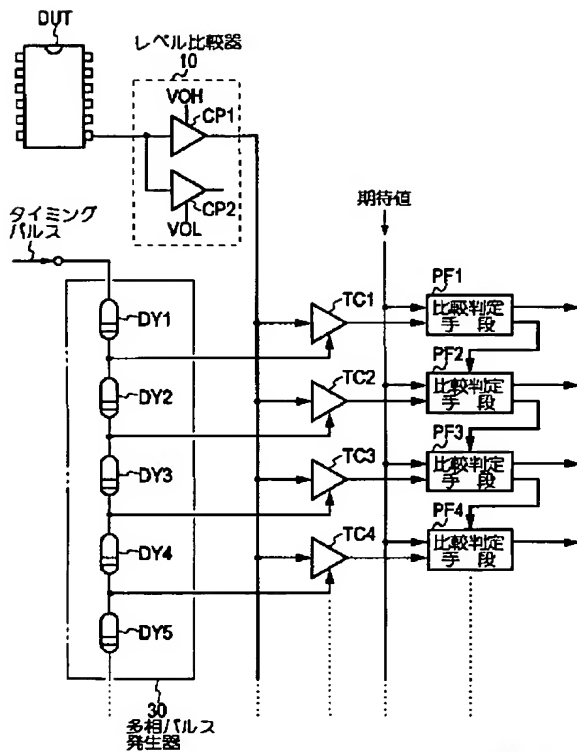 DUT
レベル比較器
10
VOH
CP1
CP2
VOL
タイミング
パルス
期待値
DY1
TC1
PF1
比較判定
手 段
DY2
TC2
PF2
比較判定
手 段
DY3
TC3
PF3
比較判定
手 段
DY4
TC4
PF4
比較判定
手 段
DY5
30
多相パルス
発生器